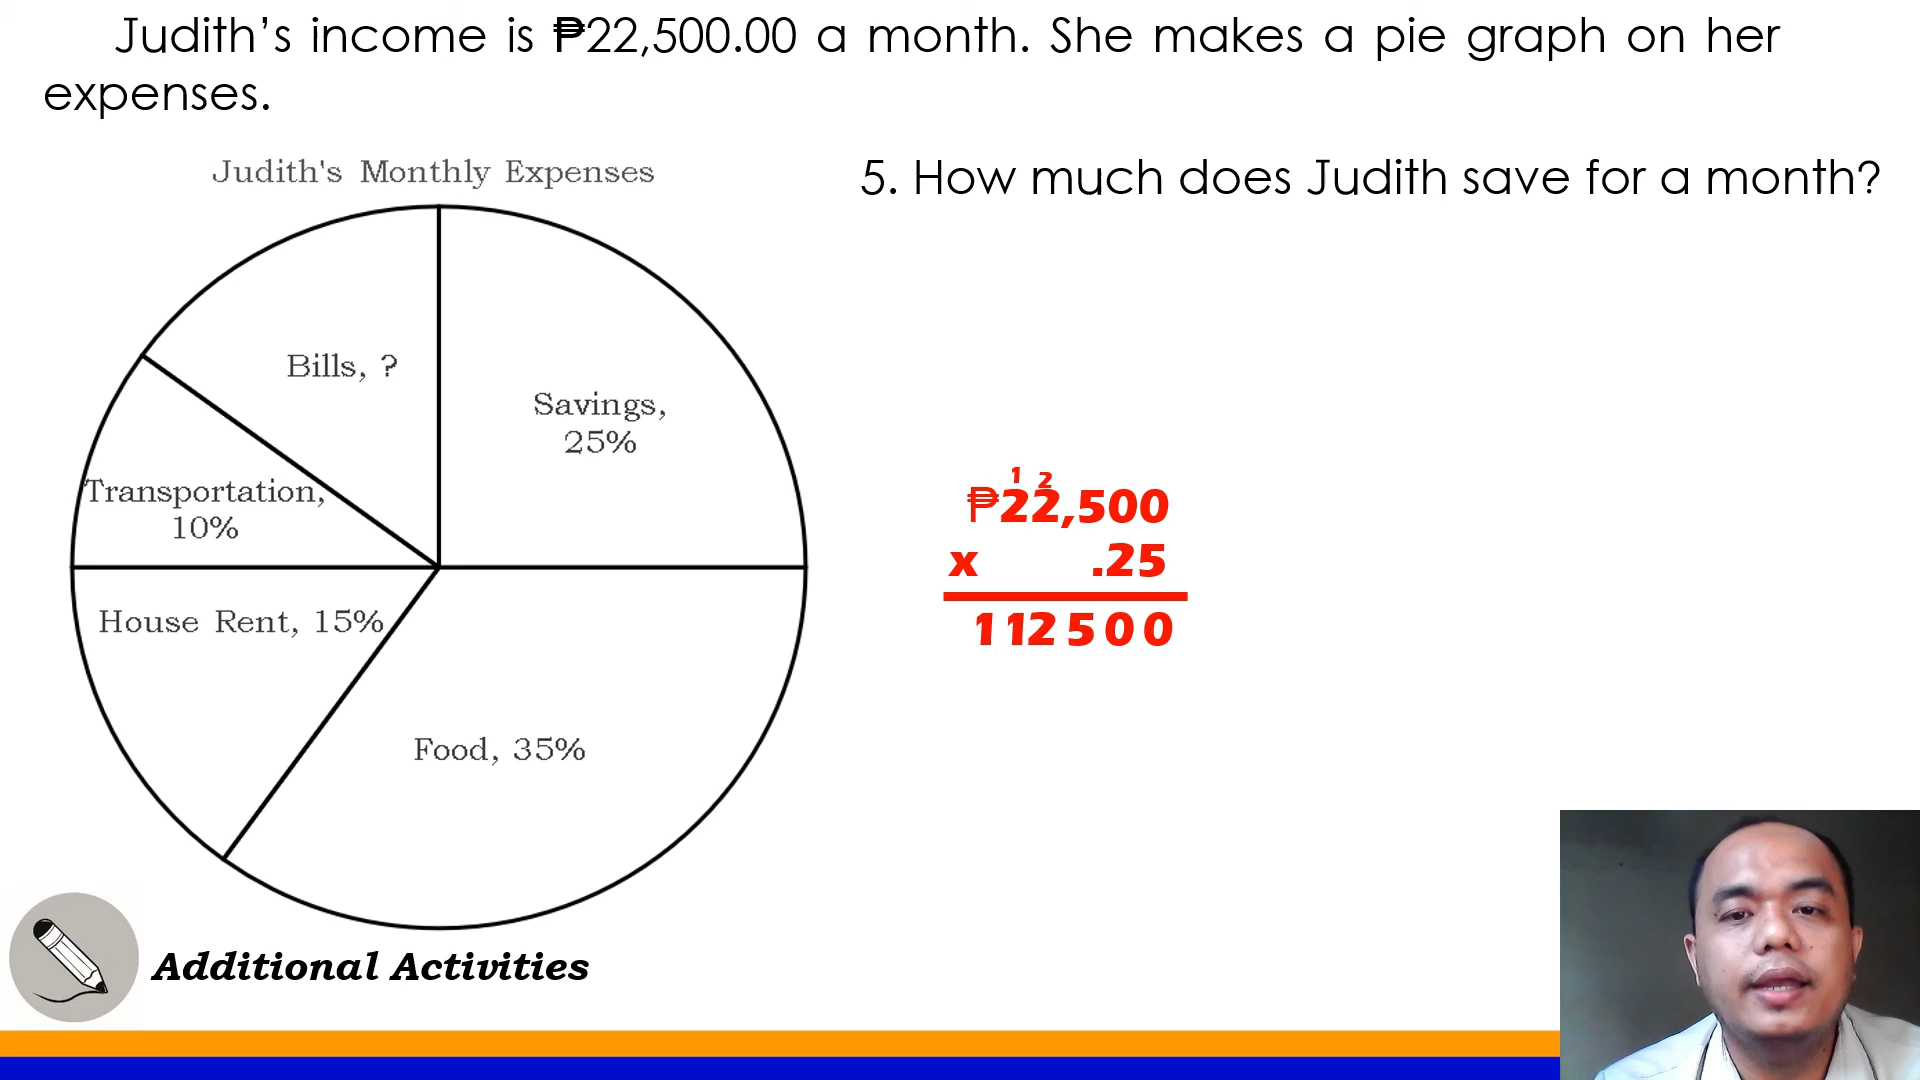 Judith’s income is ₱22,500.00 a month. She makes a pie graph on her
expenses.
Judith's Monthly Expenses
5. How much does Judith save for a month?
Bills, ?
Savings,
25%
Transportation,
10%
House Rent, 15%
Food, 35%
1 2
₱22,500
x .25
112500
Additional Activities